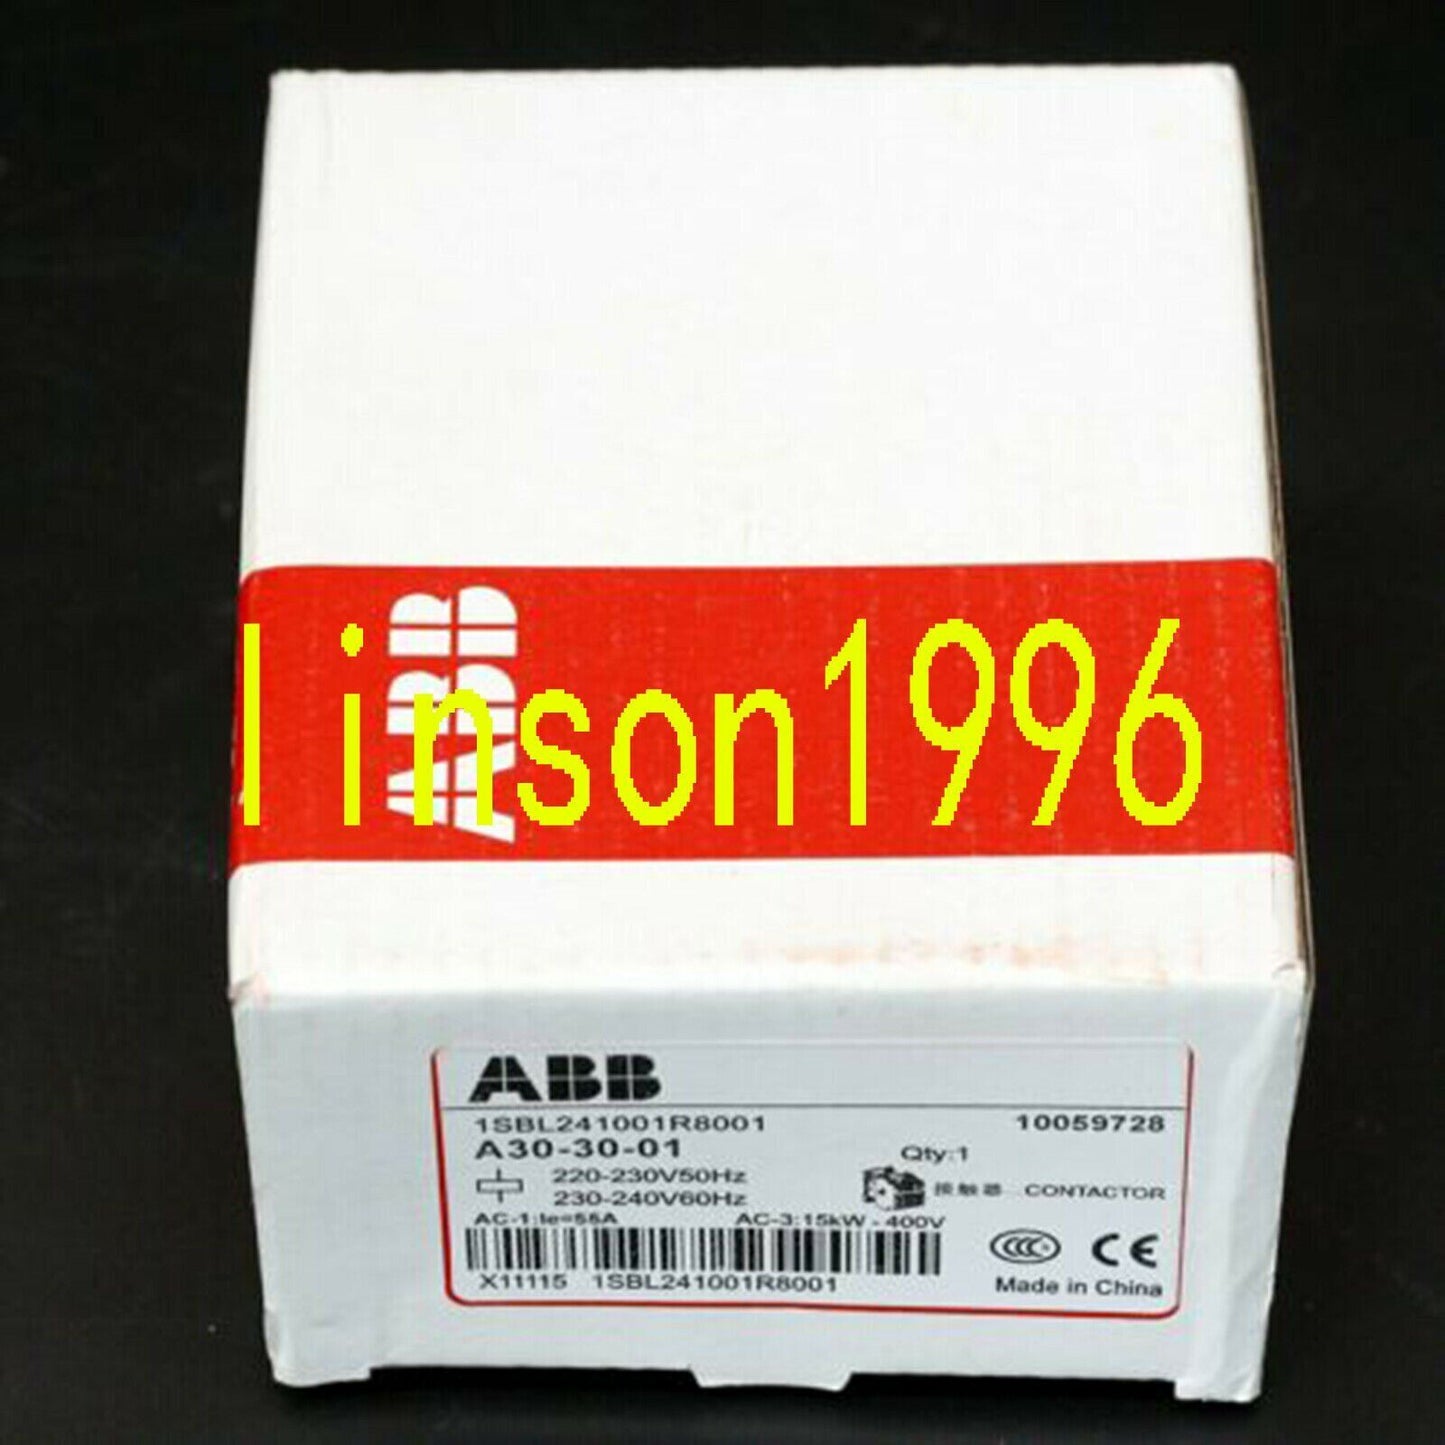 ABB
linson1996
ABB
1SBL241001R8001 10059728
A30-30-01
Qty:1
220-230V50Hz
230-240V60Hz
接触器 CONTACTOR
AC-1:Ie=55A AC-3:15kW - 400V
CCC CE
X11115 1SBL241001R8001
Made in China